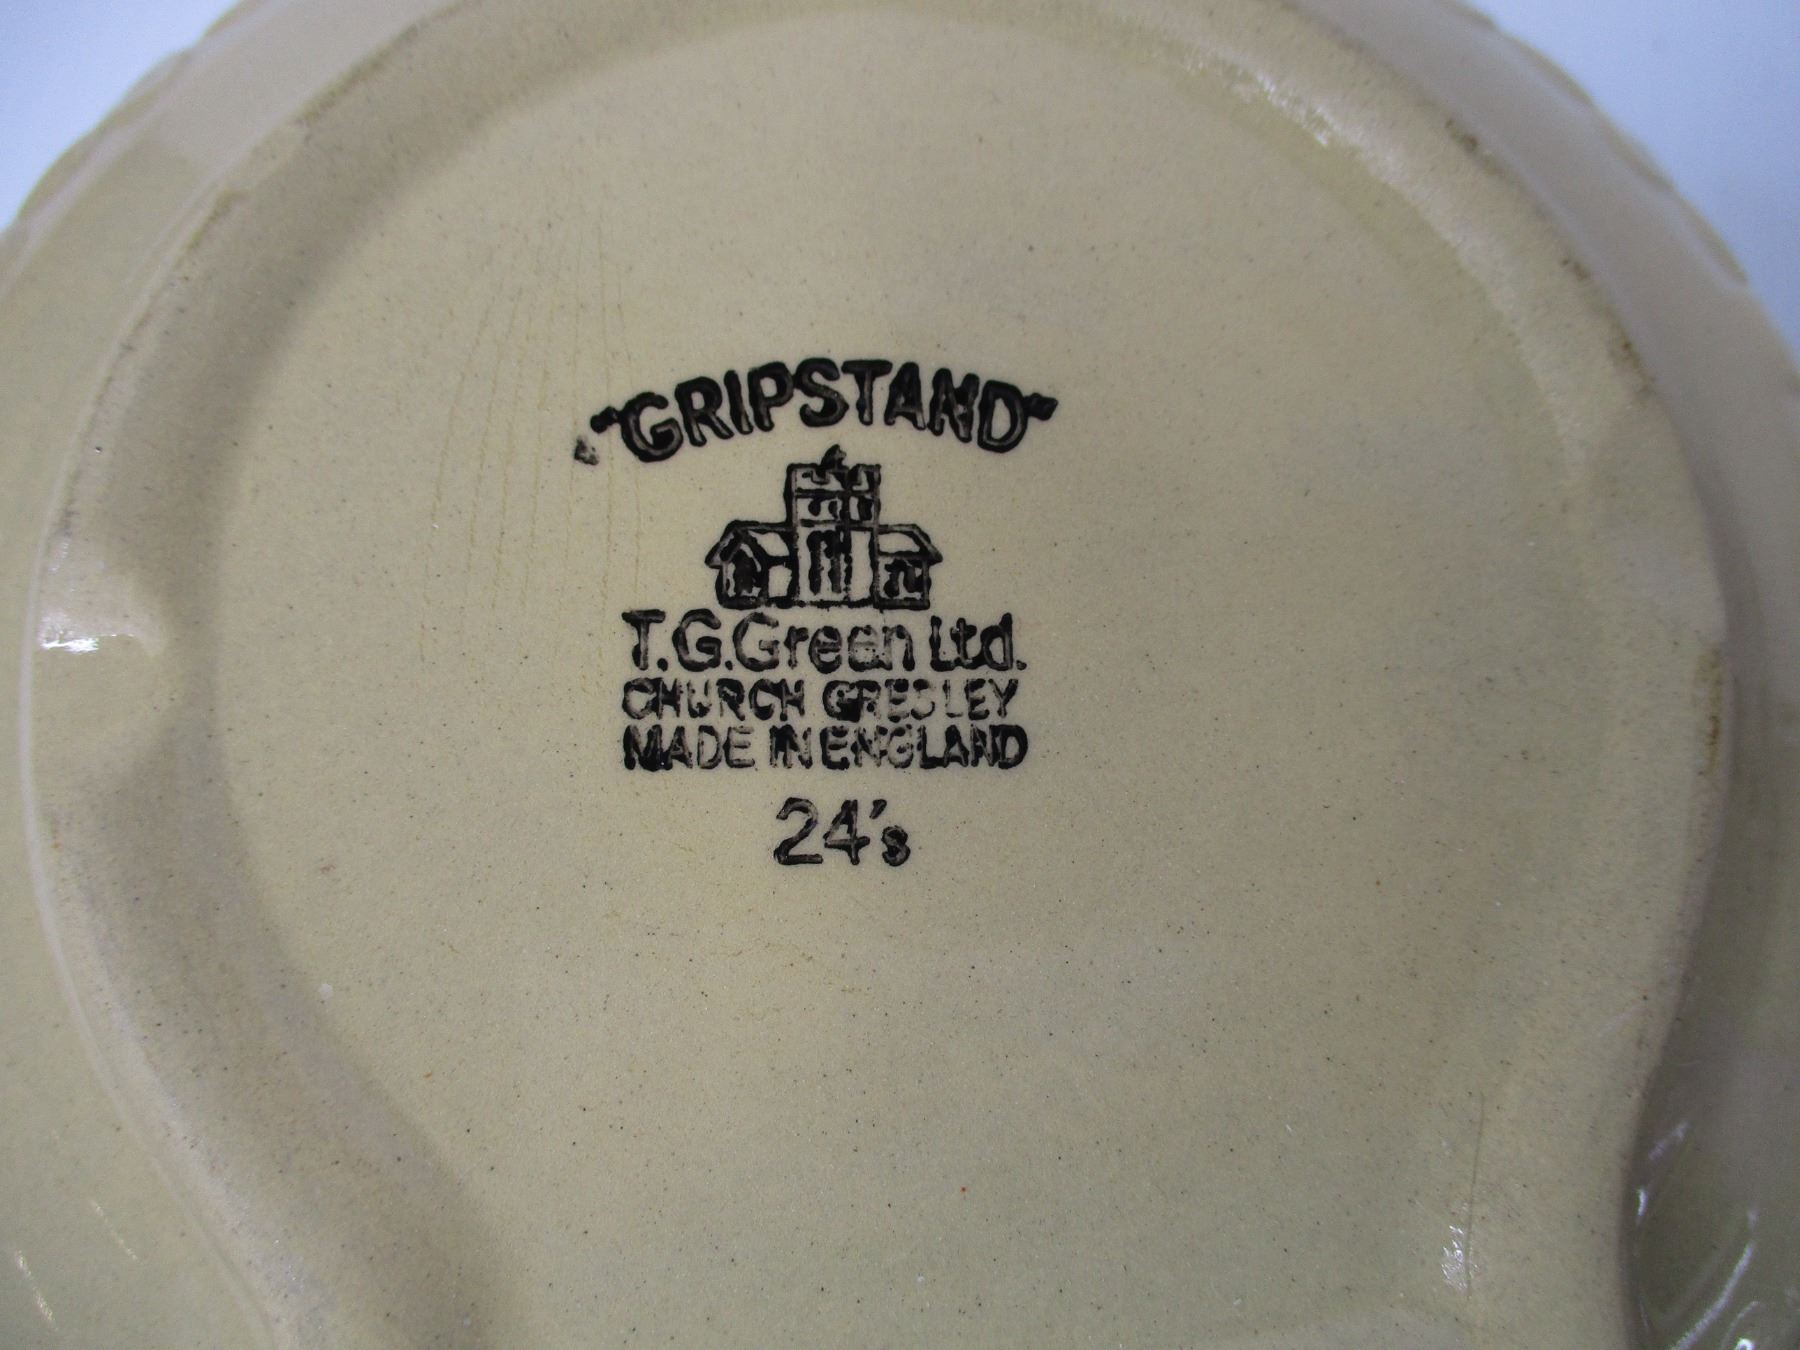 "GRIPSTAND"
T.G.Green Ltd.
CHURCH GRESLEY
MADE IN ENGLAND
24's